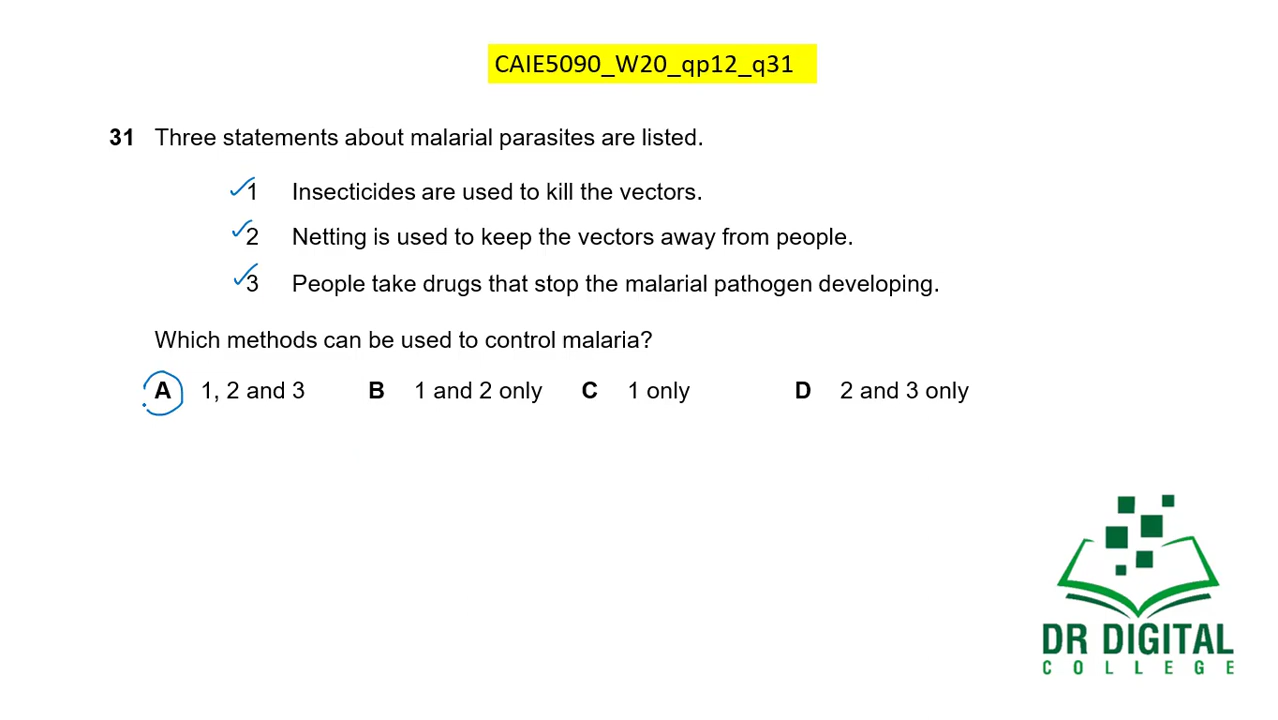 CAIE5090_W20_qp12_q31
31 Three statements about malarial parasites are listed.
1 Insecticides are used to kill the vectors.
2 Netting is used to keep the vectors away from people.
3 People take drugs that stop the malarial pathogen developing.
Which methods can be used to control malaria?
A 1, 2 and 3 B 1 and 2 only C 1 only D 2 and 3 only
DR DIGITAL
COLLEGE